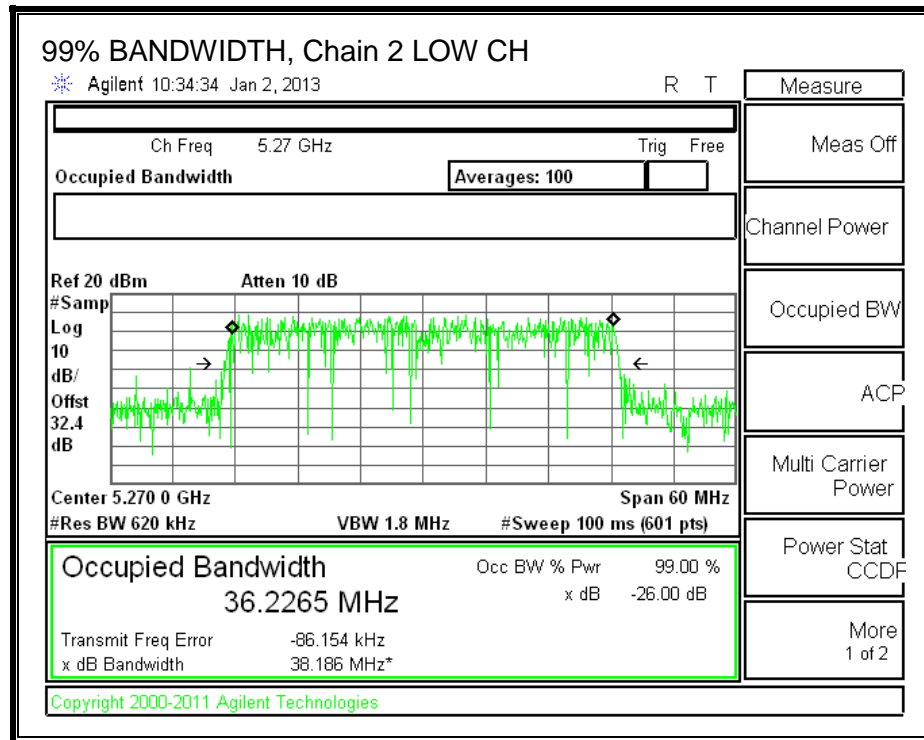 99% BANDWIDTH, Chain 2 LOW CH
Agilent 10:34:34 Jan 2, 2013 R T
Ch Freq 5.27 GHz Trig Free
Occupied Bandwidth Averages: 100
Ref 20 dBm Atten 10 dB
#Samp
Log
10
dB/
Offst
32.4
dB
Center 5.270 0 GHz Span 60 MHz
#Res BW 620 kHz VBW 1.8 MHz #Sweep 100 ms (601 pts)
Occupied Bandwidth Occ BW % Pwr 99.00 %
36.2265 MHz x dB -26.00 dB
Transmit Freq Error -86.154 kHz
x dB Bandwidth 38.186 MHz*
Copyright 2000-2011 Agilent Technologies
Measure
Meas Off
Channel Power
Occupied BW
ACP
Multi Carrier
Power
Power Stat
CCDF
More
1 of 2